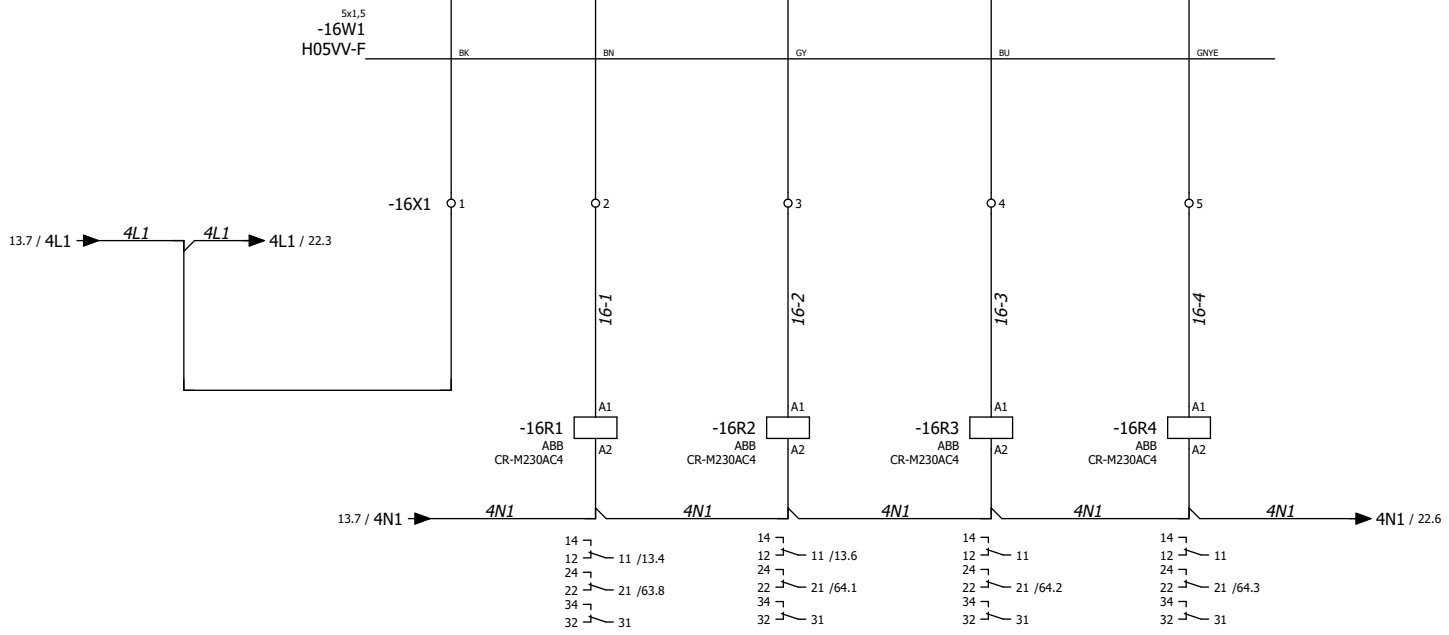 5x1,5
-16W1
H05VV-F
BK BN GY BU GNYE
-16X1 1 2 3 4 5
13.7 / 4L1 4L1 4L1 4L1 / 22.3
16-1 16-2 16-3 16-4
A1 A1 A1 A1
-16R1 -16R2 -16R3 -16R4
ABB ABB ABB ABB
A2 A2 A2 A2
CR-M230AC4 CR-M230AC4 CR-M230AC4 CR-M230AC4
13.7 / 4N1 4N1 4N1 4N1 4N1 4N1 4N1 / 22.6
14 14 14 14
12 11 /13.4 12 11 /13.6 12 11 12 11
24 24 24 24
22 21 /63.8 22 21 /64.1 22 21 /64.2 22 21 /64.3
34 34 34 34
32 31 32 31 32 31 32 31